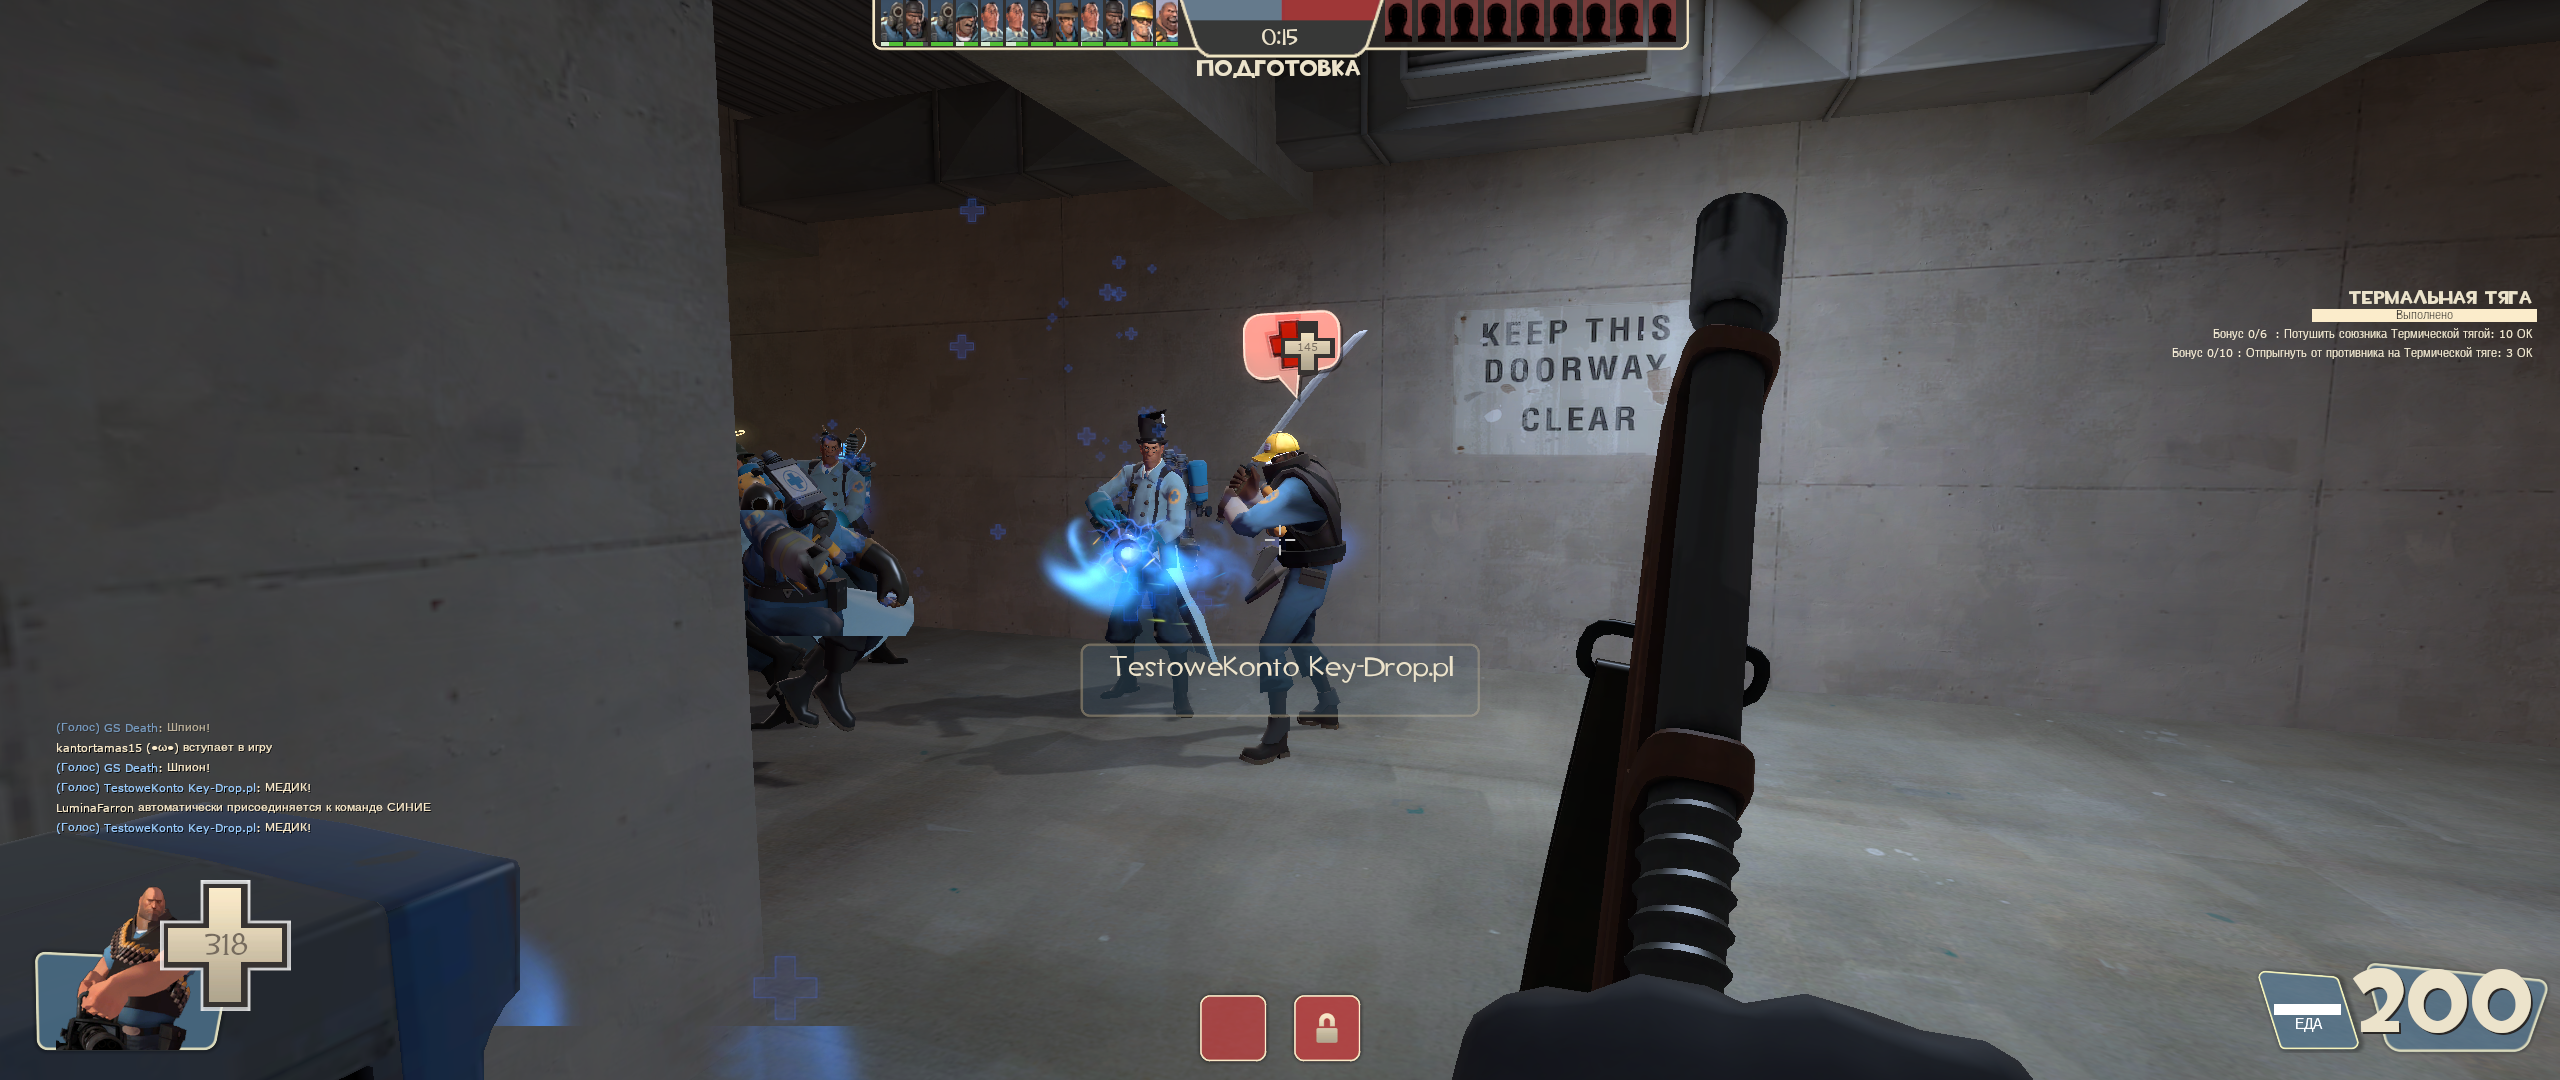 0:15
ПОДГОТОВКА
145
KEEP THIS
DOORWAY
CLEAR
ТЕРМАЛЬНАЯ ТЯГА
Выполнено
Бонус 0/6 : Потушить союзника Термической тягой: 10 ОК
Бонус 0/10 : Отпрыгнуть от противника на Термической тяге: 3 ОК
TestoweKonto Key-Drop.pl
(Голос) GS Death: Шпион!
kantortamas15 (●ω●) вступает в игру
(Голос) GS Death: Шпион!
(Голос) TestoweKonto Key-Drop.pl: МЕДИК!
LuminaFarron автоматически присоединяется к команде СИНИЕ
(Голос) TestoweKonto Key-Drop.pl: МЕДИК!
318
ЕДА
200